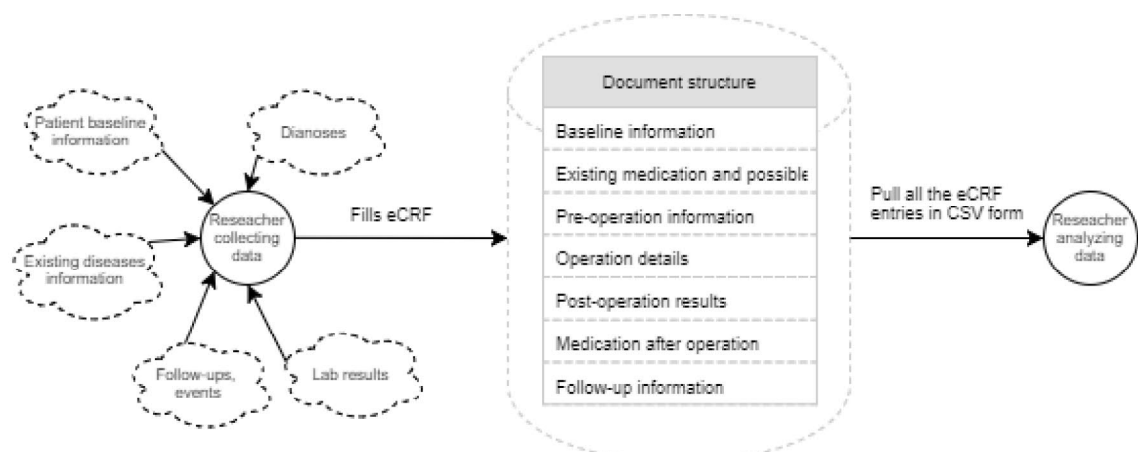 Patient baseline
information
Dianoses
Existing diseases
information
Follow-ups,
events
Lab results
Reseacher
collecting
data
Fills eCRF
Document structure
Baseline information
Existing medication and possible
Pre-operation information
Operation details
Post-operation results
Medication after operation
Follow-up information
Pull all the eCRF
entries in CSV form
Reseacher
analyzing
data